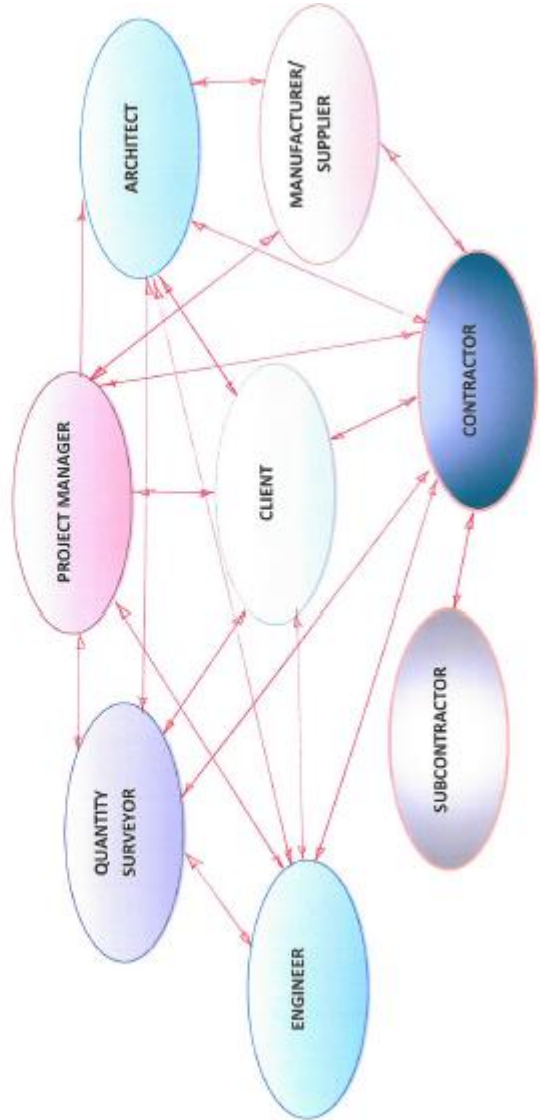 PROJECT MANAGER
QUANTITY
SURVEYOR
ARCHITECT
CLIENT
ENGINEER
MANUFACTURER/
SUPPLIER
CONTRACTOR
SUBCONTRACTOR